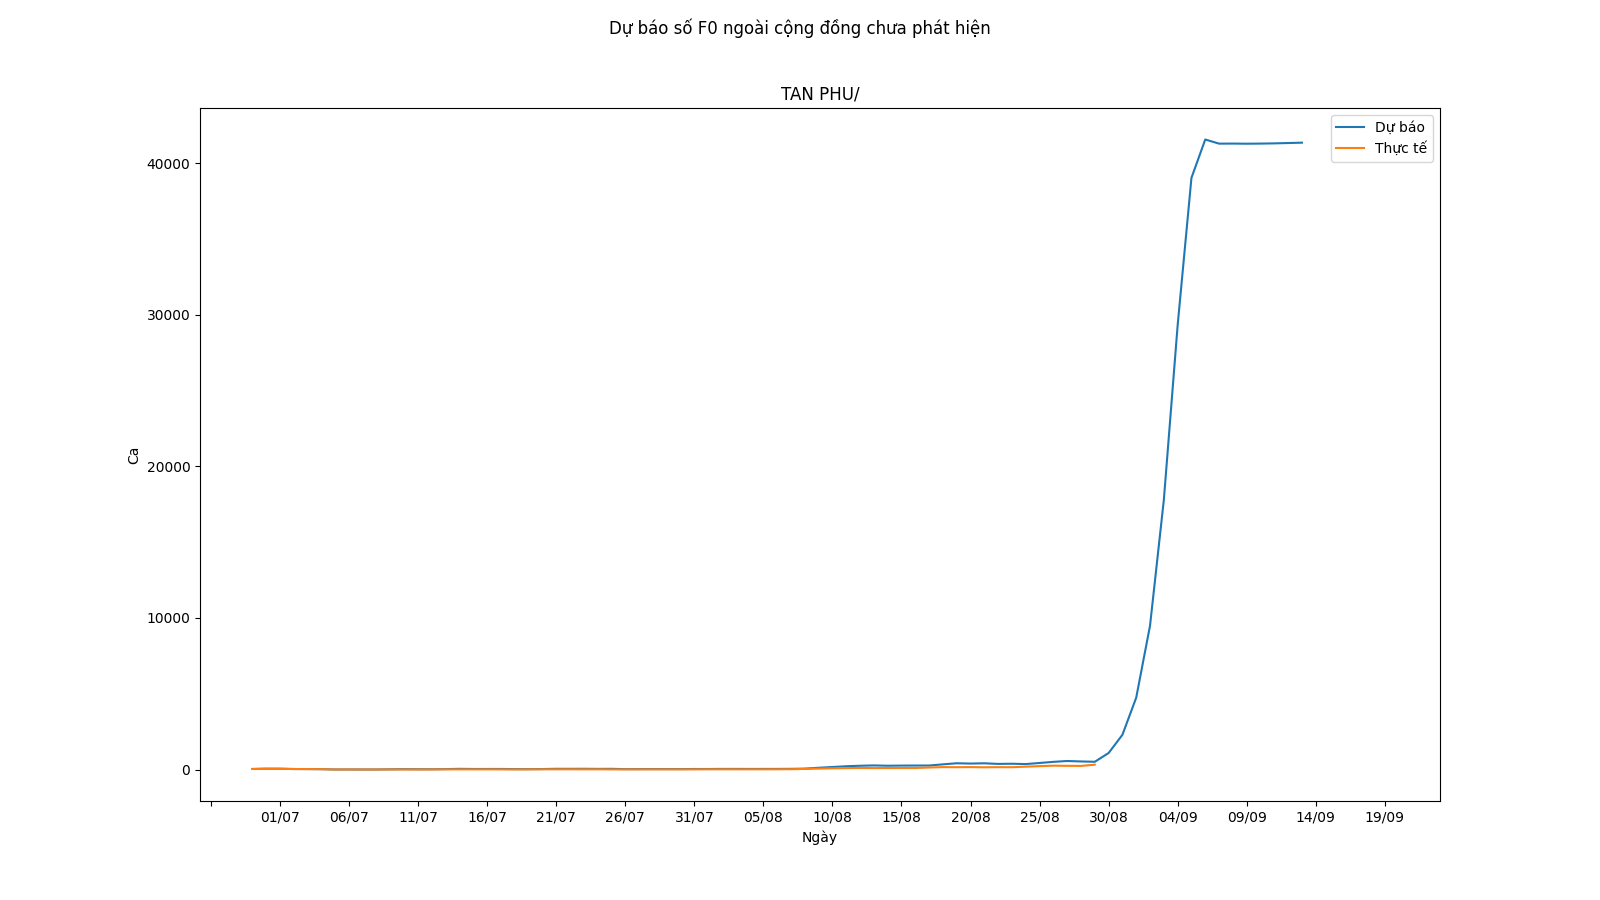 Dự báo số F0 ngoài cộng đồng chưa phát hiện
TAN PHU/
Dự báo
Thực tế
40000
30000
20000
10000
0
Ca
01/07 06/07 11/07 16/07 21/07 26/07 31/07 05/08 10/08 15/08 20/08 25/08 30/08 04/09 09/09 14/09 19/09
Ngày